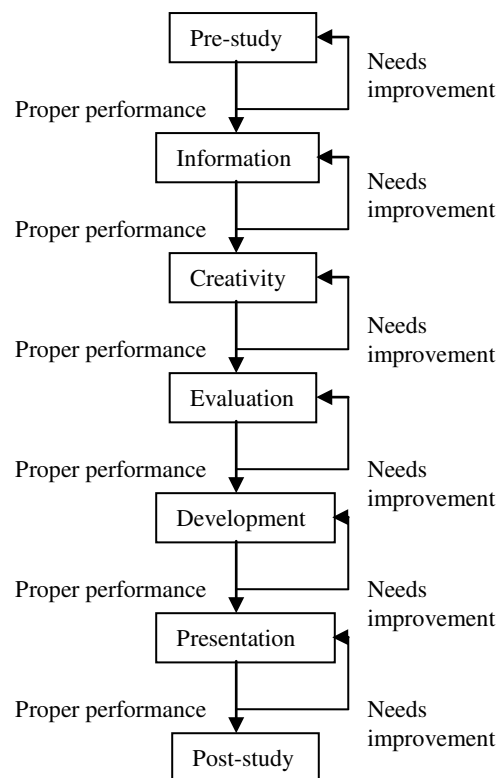 Pre-study
Needs
improvement
Proper performance
Information
Needs
improvement
Proper performance
Creativity
Needs
improvement
Proper performance
Evaluation
Needs
improvement
Proper performance
Development
Needs
improvement
Proper performance
Presentation
Needs
improvement
Proper performance
Post-study